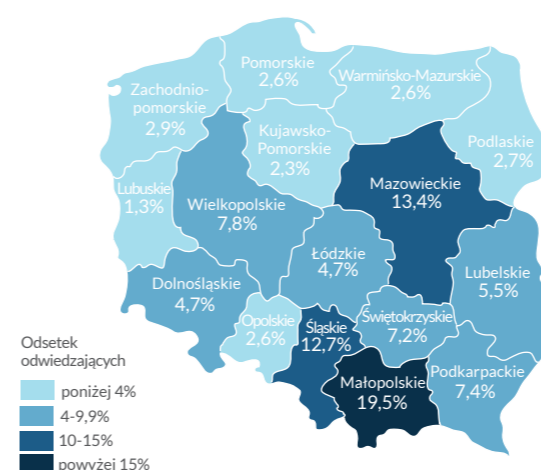 Pomorskie
2,6%
Warmińsko-Mazurskie
2,6%
Zachodnio-
pomorskie
2,9%
Kujawsko-
Pomorskie
2,3%
Podlaskie
2,7%
Lubuskie
1,3%
Wielkopolskie
7,8%
Mazowieckie
13,4%
Łódzkie
4,7%
Lubelskie
5,5%
Dolnośląskie
4,7%
Opolskie
2,6%
Śląskie
12,7%
Świętokrzyskie
7,2%
Małopolskie
19,5%
Podkarpackie
7,4%
Odsetek
odwiedzających
poniżej 4%
4-9,9%
10-15%
powyżej 15%